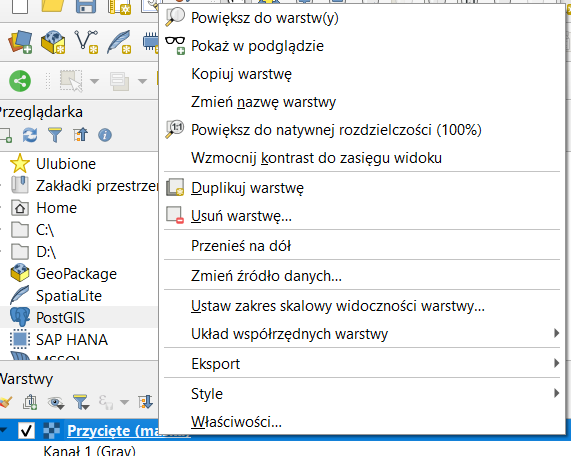 Powiększ do warstw(y)
Pokaż w podglądzie
Kopiuj warstwę
Zmień nazwę warstwy
Powiększ do natywnej rozdzielczości (100%)
Wzmocnij kontrast do zasięgu widoku
Duplikuj warstwę
Usuń warstwę...
Przenieś na dół
Zmień źródło danych...
Ustaw zakres skalowy widoczności warstwy...
Układ współrzędnych warstwy
Eksport
Style
Właściwości...
Przeglądarka
Ulubione
Zakładki przestrzen
Home
C:\
D:\
GeoPackage
SpatiaLite
PostGIS
SAP HANA
MSSQL
Warstwy
Przycięte
Kanał 1 (Gray)